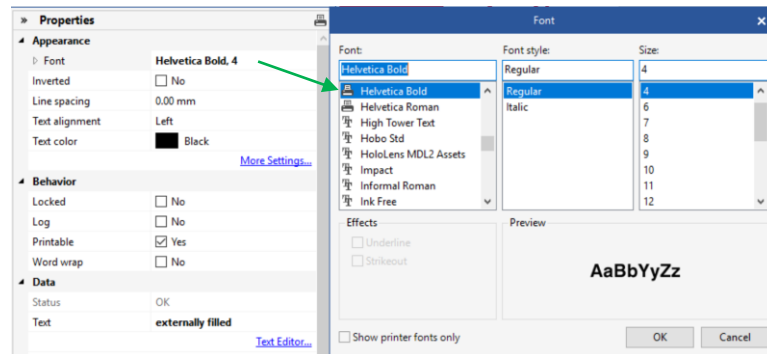 » Properties
Appearance
Font Helvetica Bold, 4
Inverted No
Line spacing 0.00 mm
Text alignment Left
Text color Black
More Settings...
Behavior
Locked No
Log No
Printable Yes
Word wrap No
Data
Status OK
Text externally filled
Text Editor...
Font
Font:
Helvetica Bold
Helvetica Bold
Helvetica Roman
High Tower Text
Hobo Std
HoloLens MDL2 Assets
Impact
Informal Roman
Ink Free
Font style:
Regular
Regular
Italic
Size:
4
4
6
7
8
9
10
11
12
Effects
Underline
Strikeout
Preview
AaBbYyZz
Show printer fonts only
OK Cancel